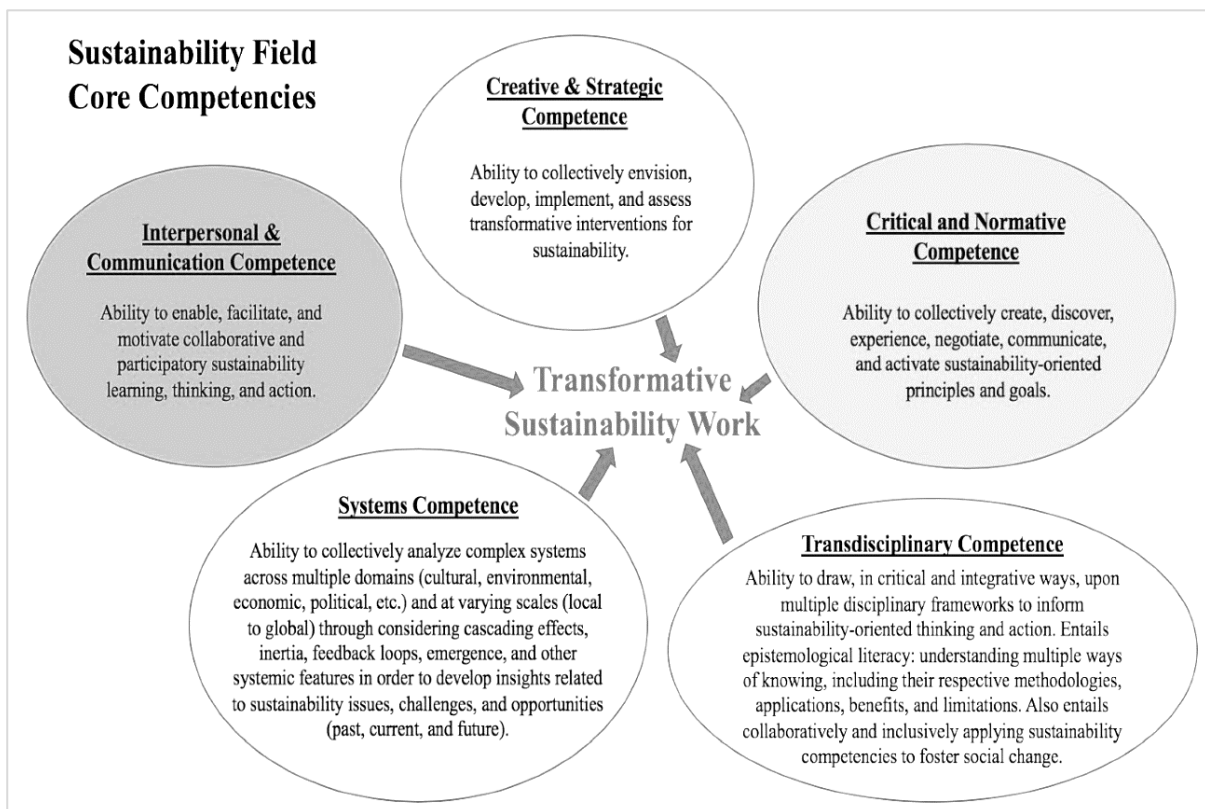 Sustainability Field
Core Competencies
Creative & Strategic
Competence
Ability to collectively envision,
develop, implement, and assess
transformative interventions for
sustainability.
Interpersonal &
Communication Competence
Ability to enable, facilitate, and
motivate collaborative and
participatory sustainability
learning, thinking, and action.
Critical and Normative
Competence
Ability to collectively create, discover,
experience, negotiate, communicate,
and activate sustainability-oriented
principles and goals.
Transformative
Sustainability Work
Systems Competence
Ability to collectively analyze complex systems
across multiple domains (cultural, environmental,
economic, political, etc.) and at varying scales (local
to global) through considering cascading effects,
inertia, feedback loops, emergence, and other
systemic features in order to develop insights related
to sustainability issues, challenges, and opportunities
(past, current, and future).
Transdisciplinary Competence
Ability to draw, in critical and integrative ways, upon
multiple disciplinary frameworks to inform
sustainability-oriented thinking and action. Entails
epistemological literacy: understanding multiple ways
of knowing, including their respective methodologies,
applications, benefits, and limitations. Also entails
collaboratively and inclusively applying sustainability
competencies to foster social change.